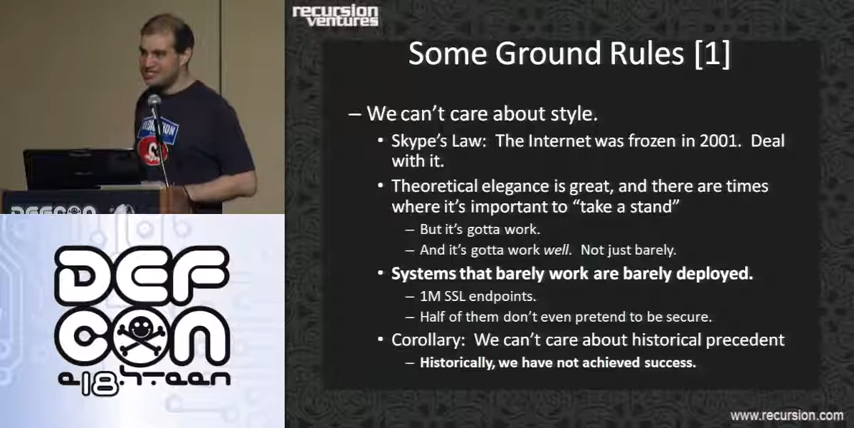 recursion
ventures
Some Ground Rules [1]
– We can't care about style.
• Skype's Law: The Internet was frozen in 2001. Deal
with it.
• Theoretical elegance is great, and there are times
where it's important to "take a stand"
– But it's gotta work.
– And it's gotta work well. Not just barely.
• Systems that barely work are barely deployed.
– 1M SSL endpoints.
– Half of them don't even pretend to be secure.
• Corollary: We can't care about historical precedent
– Historically, we have not achieved success.
www.recursion.com
DEFCON
DEF
CON
e18hteen